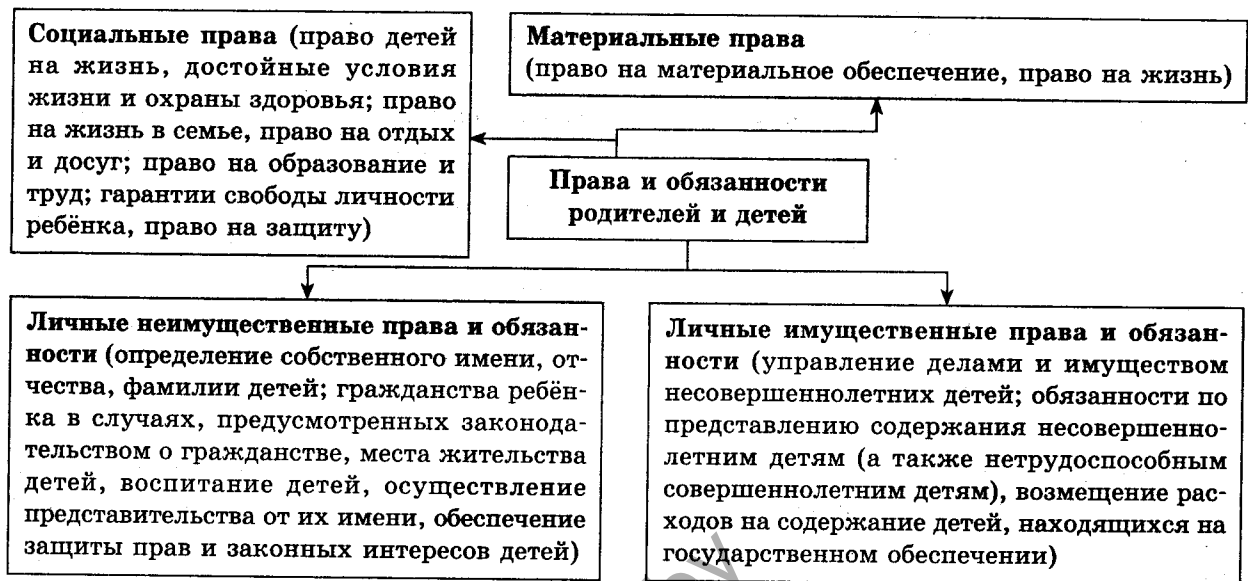 Социальные права (право детей
на жизнь, достойные условия
жизни и охраны здоровья; право
на жизнь в семье, право на отдых
и досуг; право на образование и
труд; гарантии свободы личности
ребёнка, право на защиту)
Материальные права
(право на материальное обеспечение, право на жизнь)
Права и обязанности
родителей и детей
Личные неимущественные права и обязан-
ности (определение собственного имени, от-
чества, фамилии детей; гражданства ребён-
ка в случаях, предусмотренных законода-
тельством о гражданстве, места жительства
детей, воспитание детей, осуществление
представительства от их имени, обеспечение
защиты прав и законных интересов детей)
Личные имущественные права и обязан-
ности (управление делами и имуществом
несовершеннолетних детей; обязанности по
представлению содержания несовершенно-
летним детям (а также нетрудоспособным
совершеннолетним детям), возмещение рас-
ходов на содержание детей, находящихся на
государственном обеспечении)